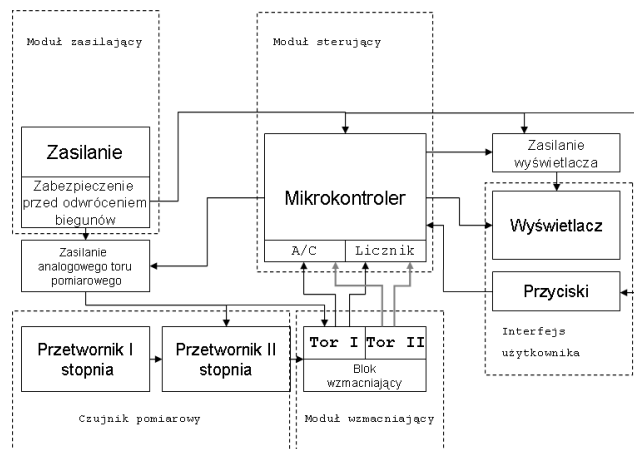 Moduł zasilający
Moduł sterujący
Zasilanie
Zabezpieczenie
przed odwróceniem
biegunów
Mikrokontroler
A/C
Licznik
Zasilanie
wyświetlacza
Wyświetlacz
Przyciski
Interfejs
użytkownika
Zasilanie
analogowego toru
pomiarowego
Przetwornik I
stopnia
Przetwornik II
stopnia
Tor I
Tor II
Blok
wzmacniający
Czujnik pomiarowy
Moduł wzmacniający